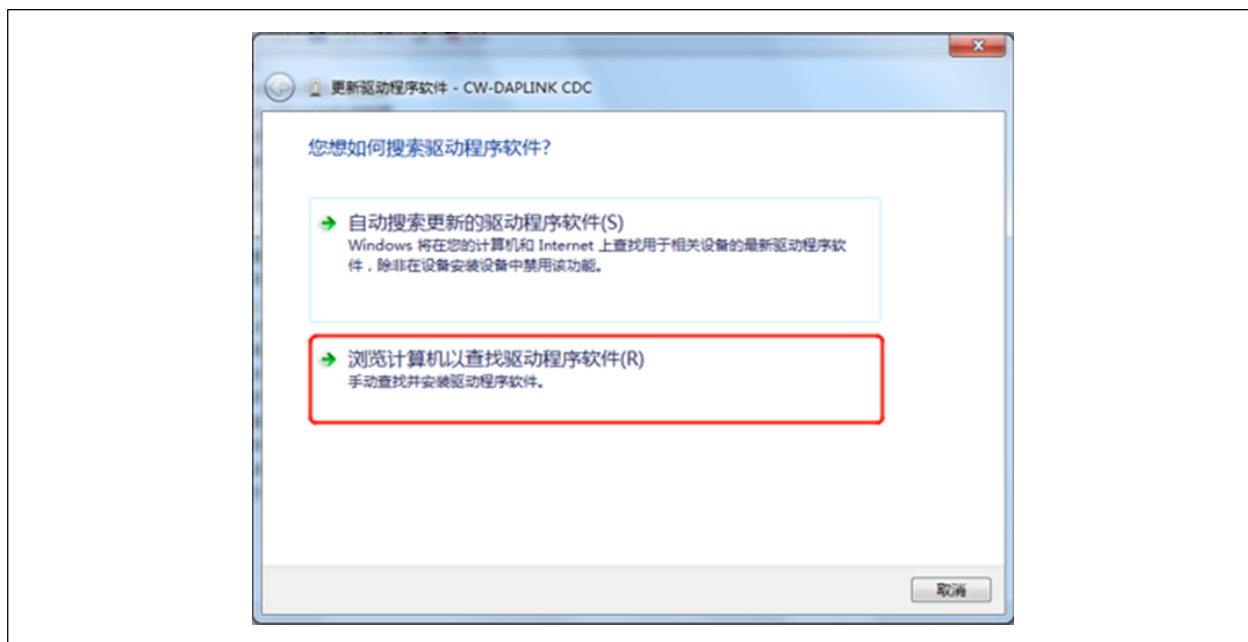 更新驱动程序软件 - CW-DAPLINK CDC
您想如何搜索驱动程序软件?
自动搜索更新的驱动程序软件(S)
Windows 将在您的计算机和 Internet 上查找用于相关设备的最新驱动程序软
件，除非在设备安装设备中禁用该功能。
浏览计算机以查找驱动程序软件(R)
手动查找并安装驱动程序软件。
取消